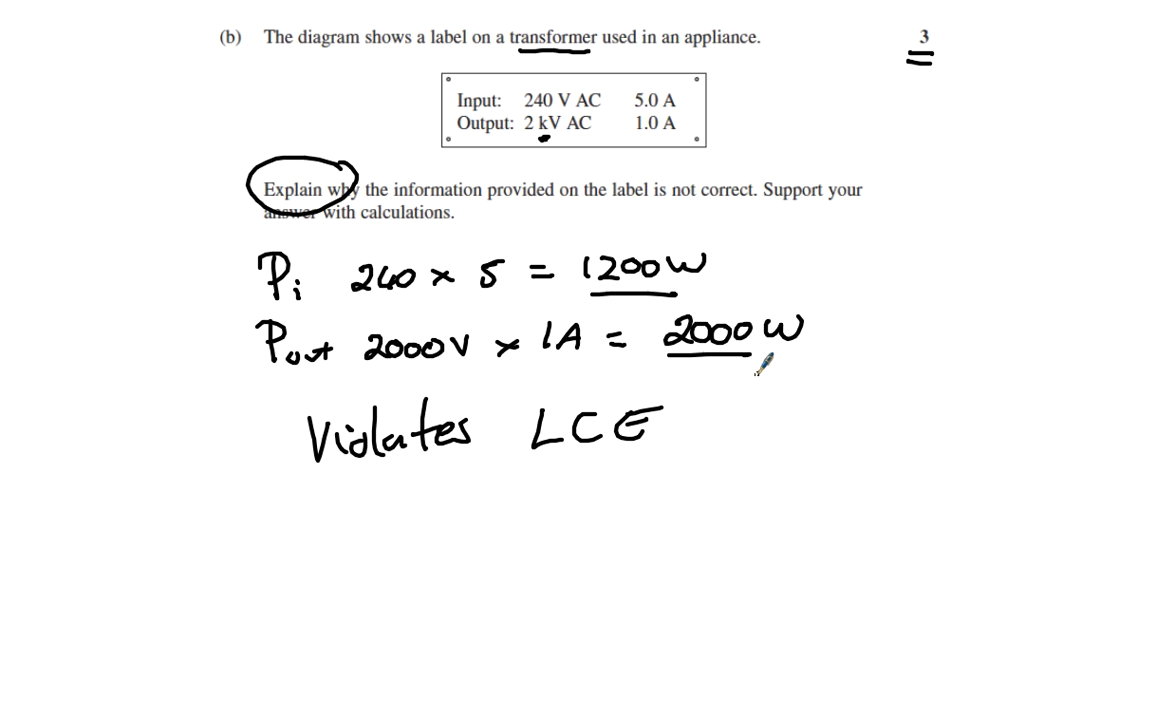 (b) The diagram shows a label on a transformer used in an appliance. 3
Input: 240 V AC 5.0 A
Output: 2 kV AC 1.0 A
Explain why the information provided on the label is not correct. Support your
answer with calculations.
Pi 240 × 5 = 1200W
Pout 2000V × 1A = 2000W
Violates LCE